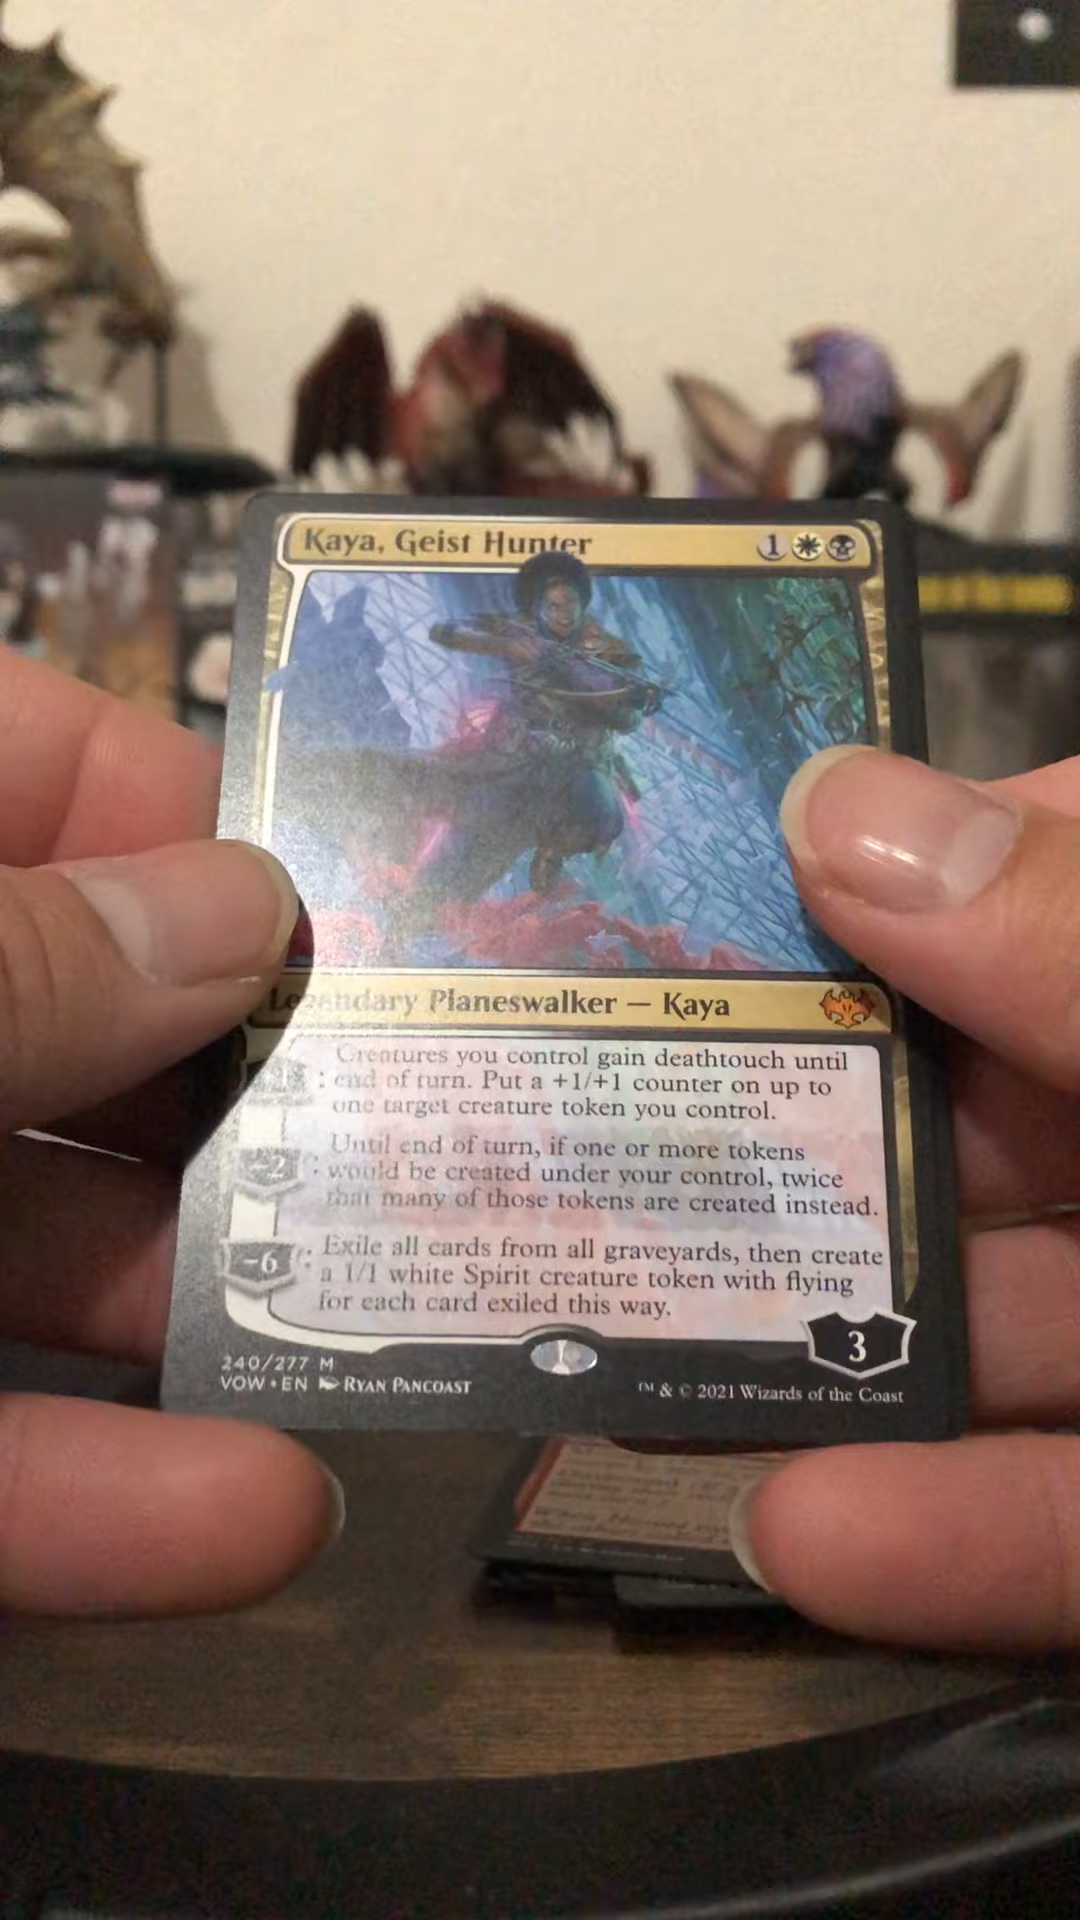 Kaya, Geist Hunter 1
Legendary Planeswalker — Kaya
Creatures you control gain deathtouch until
: end of turn. Put a +1/+1 counter on up to
one target creature token you control.
Until end of turn, if one or more tokens
-2 : would be created under your control, twice
that many of those tokens are created instead.
Exile all cards from all graveyards, then create
-6 : a 1/1 white Spirit creature token with flying
for each card exiled this way.
3
240/277 M
VOW • EN RYAN PANCOAST
™ & © 2021 Wizards of the Coast